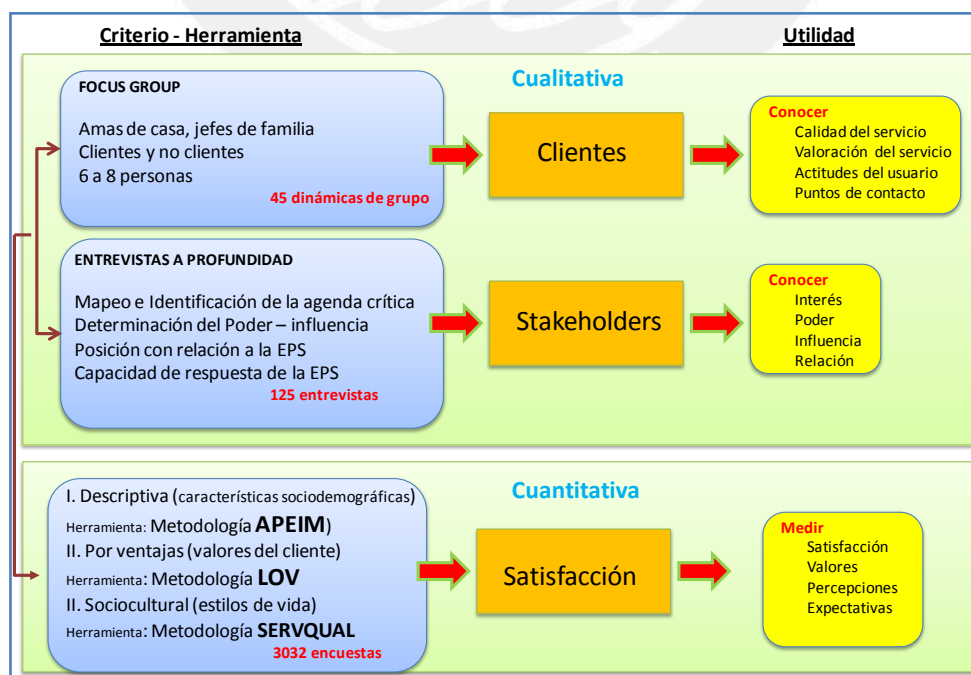 Criterio - Herramienta
Utilidad
Cualitativa
FOCUS GROUP
Amas de casa, jefes de familia
Clientes y no clientes
6 a 8 personas
45 dinámicas de grupo
Clientes
Conocer
Calidad del servicio
Valoración del servicio
Actitudes del usuario
Puntos de contacto
ENTREVISTAS A PROFUNDIDAD
Mapeo e Identificación de la agenda crítica
Determinación del Poder – influencia
Posición con relación a la EPS
Capacidad de respuesta de la EPS
125 entrevistas
Stakeholders
Conocer
Interés
Poder
Influencia
Relación
Cuantitativa
I. Descriptiva (características sociodemográficas)
Herramienta: Metodología APEIM)
II. Por ventajas (valores del cliente)
Herramienta: Metodología LOV
II. Sociocultural (estilos de vida)
Herramienta: Metodología SERVQUAL
3032 encuestas
Satisfacción
Medir
Satisfacción
Valores
Percepciones
Expectativas